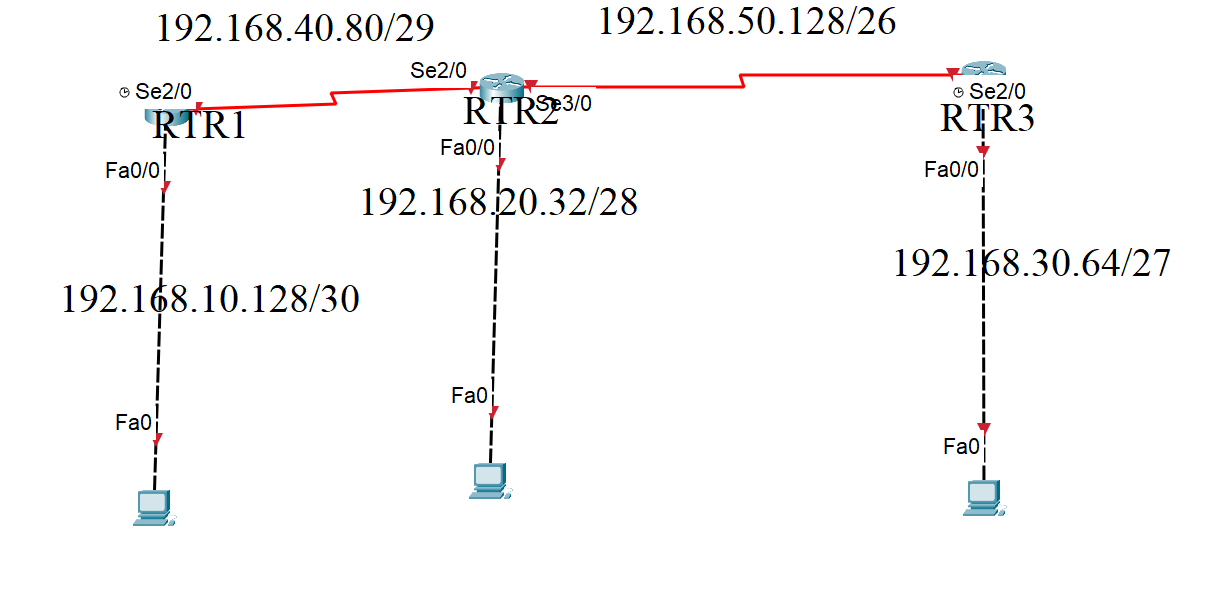 192.168.40.80/29
192.168.50.128/26
Se2/0
Se2/0
Se3/0
Se2/0
RTR1
RTR2
RTR3
Fa0/0
Fa0/0
Fa0/0
192.168.20.32/28
192.168.30.64/27
192.168.10.128/30
Fa0
Fa0
Fa0